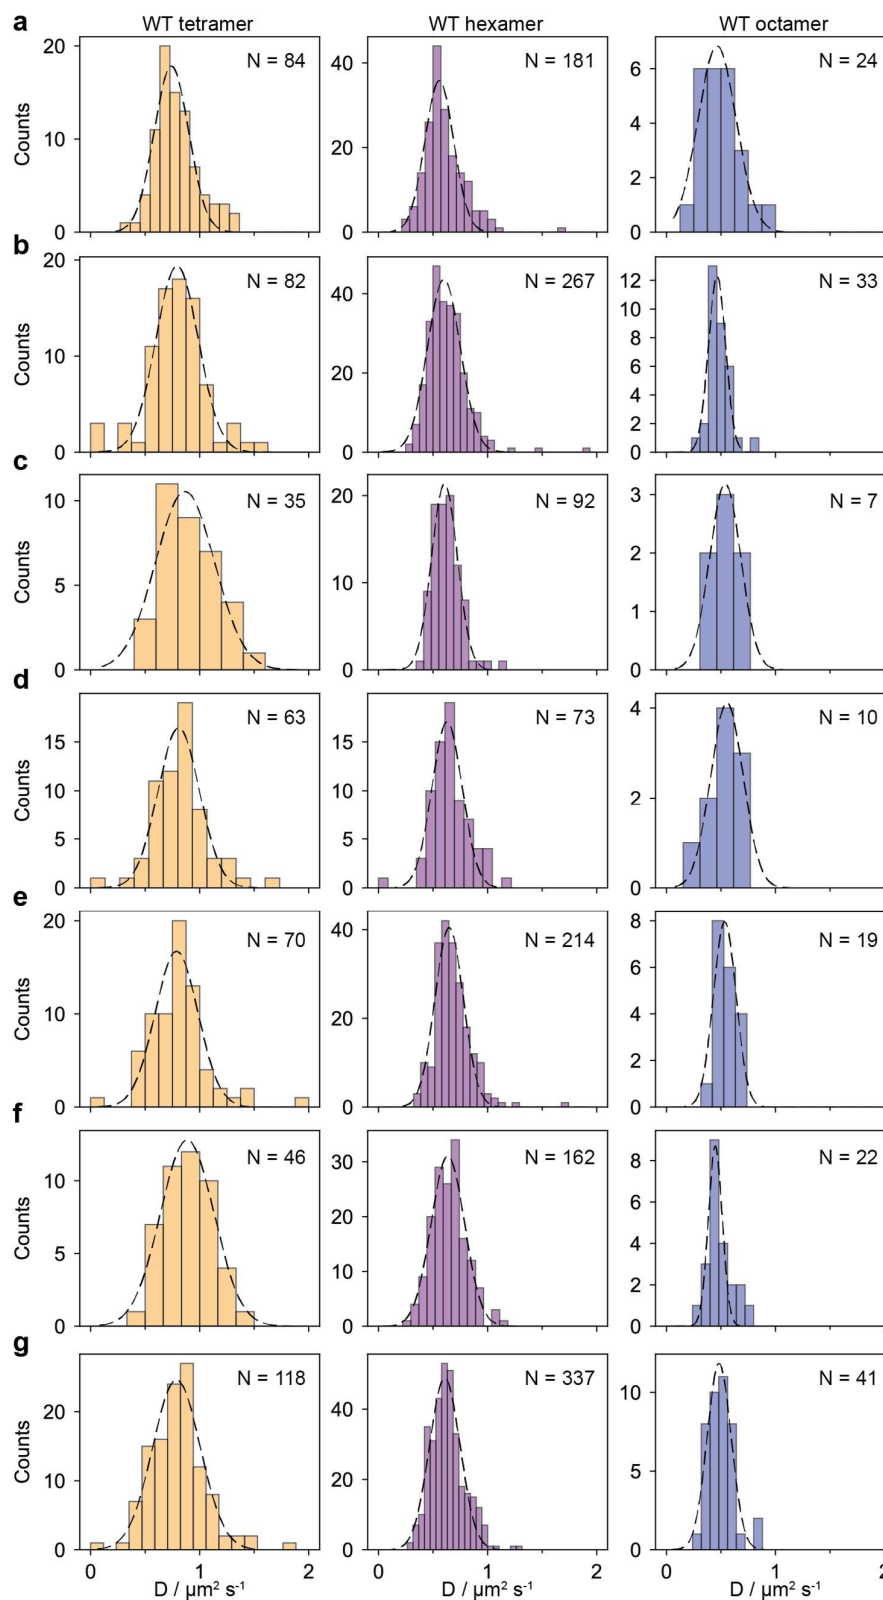 a
WT tetramer
WT hexamer
WT octamer
20
10
0
Counts
N = 84
40
20
0
N = 181
6
4
2
0
N = 24
b
20
10
0
Counts
N = 82
40
20
0
N = 267
12
10
8
6
4
2
0
N = 33
c
10
5
0
Counts
N = 35
20
10
0
N = 92
3
2
1
0
N = 7
d
15
10
5
0
Counts
N = 63
15
10
5
0
N = 73
4
2
0
N = 10
e
20
10
0
Counts
N = 70
40
20
0
N = 214
8
6
4
2
0
N = 19
f
10
5
0
Counts
N = 46
30
20
10
0
N = 162
8
6
4
2
0
N = 22
g
20
10
0
Counts
N = 118
40
20
0
N = 337
10
5
0
N = 41
0 1 2
0 1 2
0 1 2
D / µm² s⁻¹
D / µm² s⁻¹
D / µm² s⁻¹